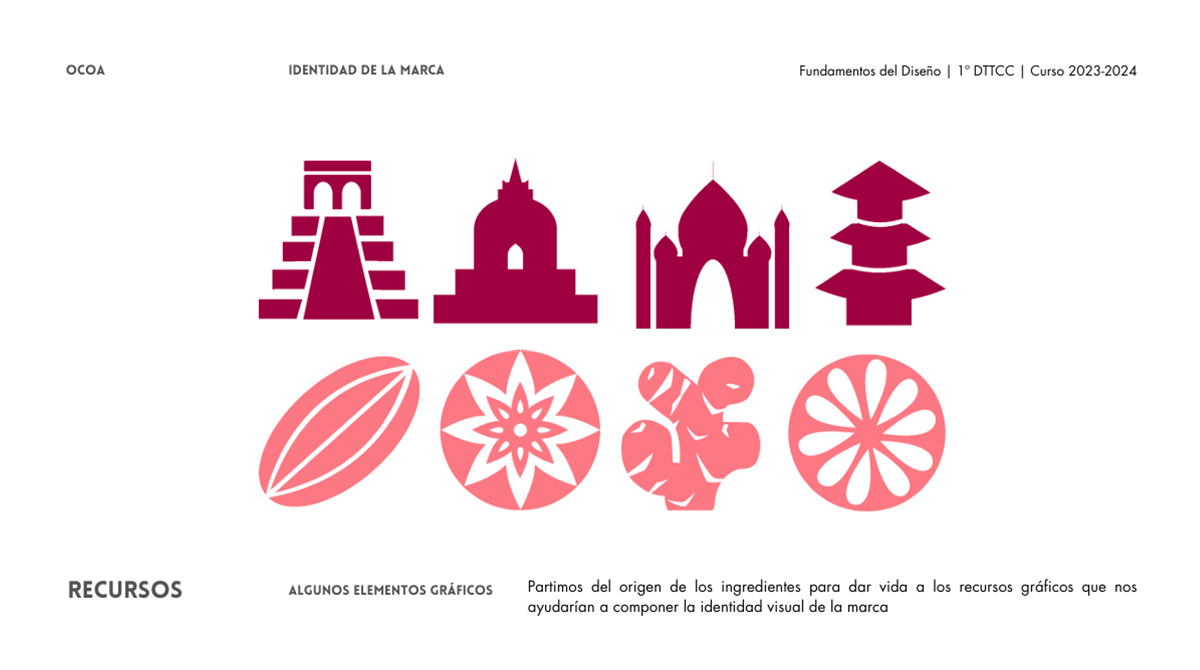 OCOA
IDENTIDAD DE LA MARCA
Fundamentos del Diseño | 1º DTTCC | Curso 2023-2024
RECURSOS
ALGUNOS ELEMENTOS GRÁFICOS
Partimos del origen de los ingredientes para dar vida a los recursos gráficos que nos
ayudarían a componer la identidad visual de la marca